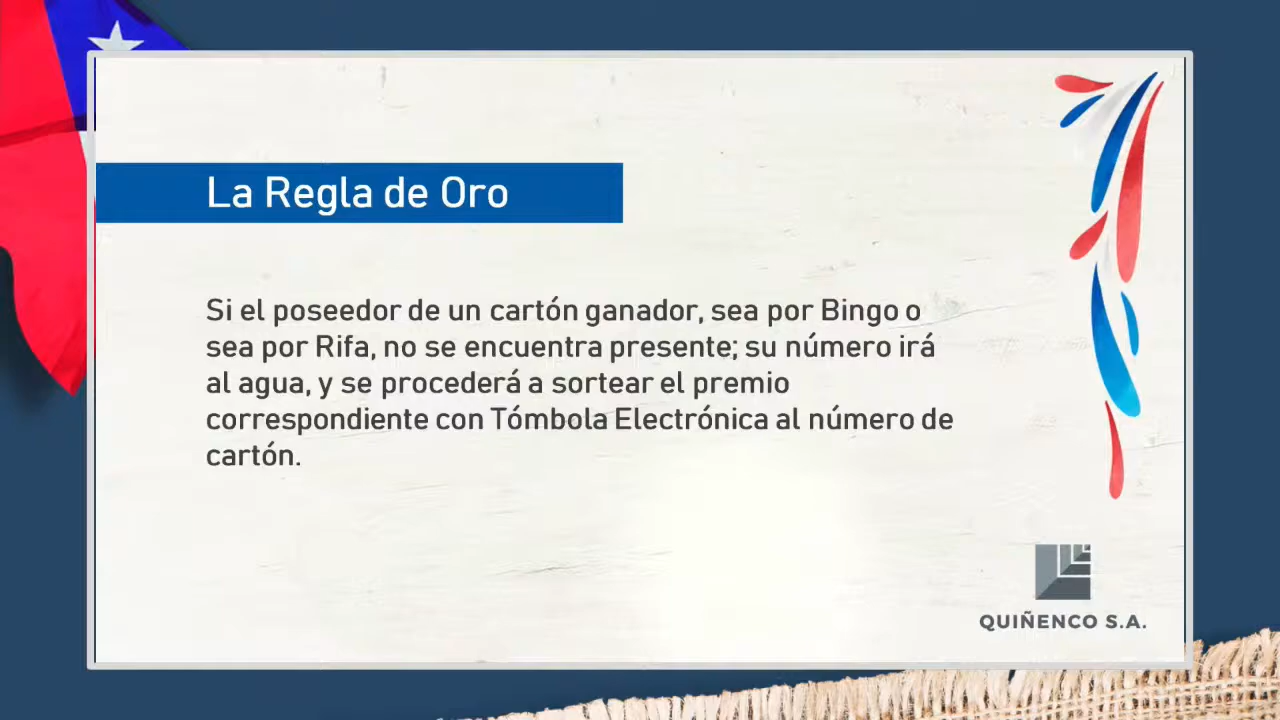 La Regla de Oro
Si el poseedor de un cartón ganador, sea por Bingo o
sea por Rifa, no se encuentra presente; su número irá
al agua, y se procederá a sortear el premio
correspondiente con Tómbola Electrónica al número de
cartón.
QUIÑENCO S.A.